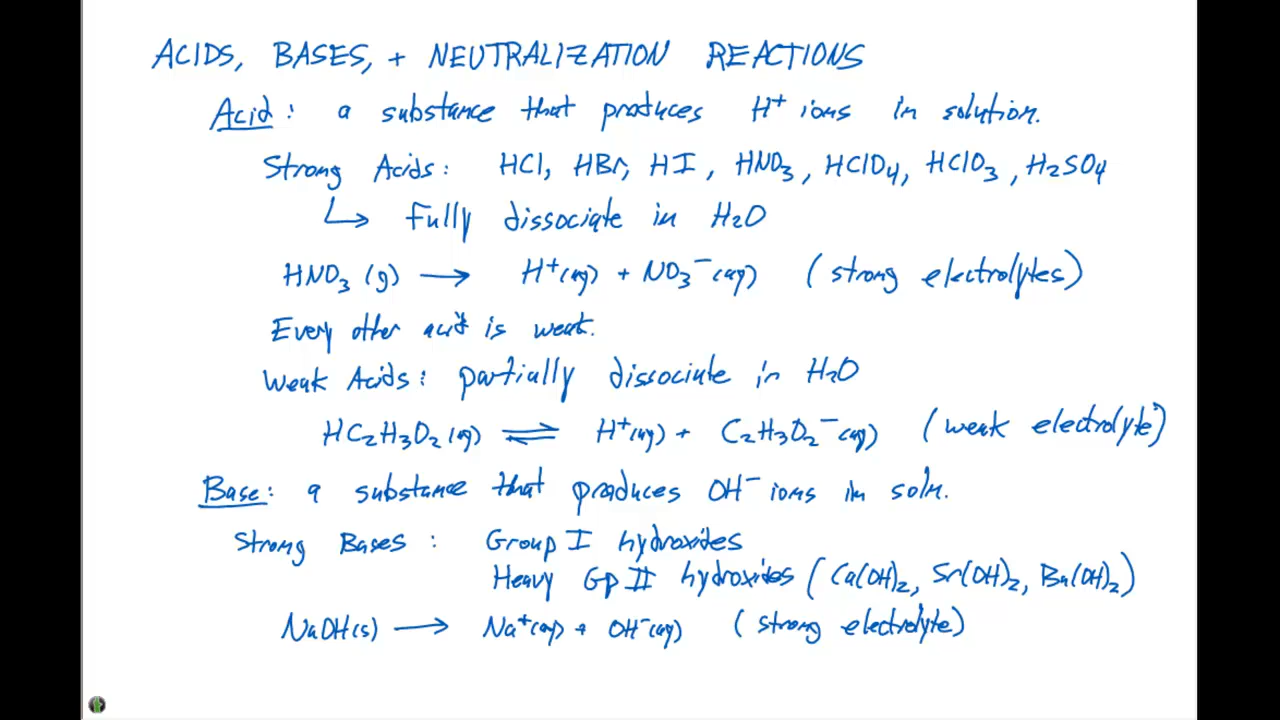 ACIDS, BASES, + NEUTRALIZATION REACTIONS
Acid: a substance that produces H⁺ ions in solution.
Strong Acids: HCl, HBr, HI, HNO₃, HClO₄, HClO₃, H₂SO₄
↳ Fully dissociate in H₂O
HNO₃(g) → H⁺(aq) + NO₃⁻(aq) (strong electrolytes)
Every other acid is weak.
Weak Acids: partially dissociate in H₂O
HC₂H₃O₂(aq) ⇌ H⁺(aq) + C₂H₃O₂⁻(aq) (weak electrolyte)
Base: a substance that produces OH⁻ ions in soln.
Strong Bases: Group I hydroxides
Heavy Gp II hydroxides (Ca(OH)₂, Sr(OH)₂, Ba(OH)₂)
NaOH(s) → Na⁺(aq) + OH⁻(aq) (strong electrolyte)